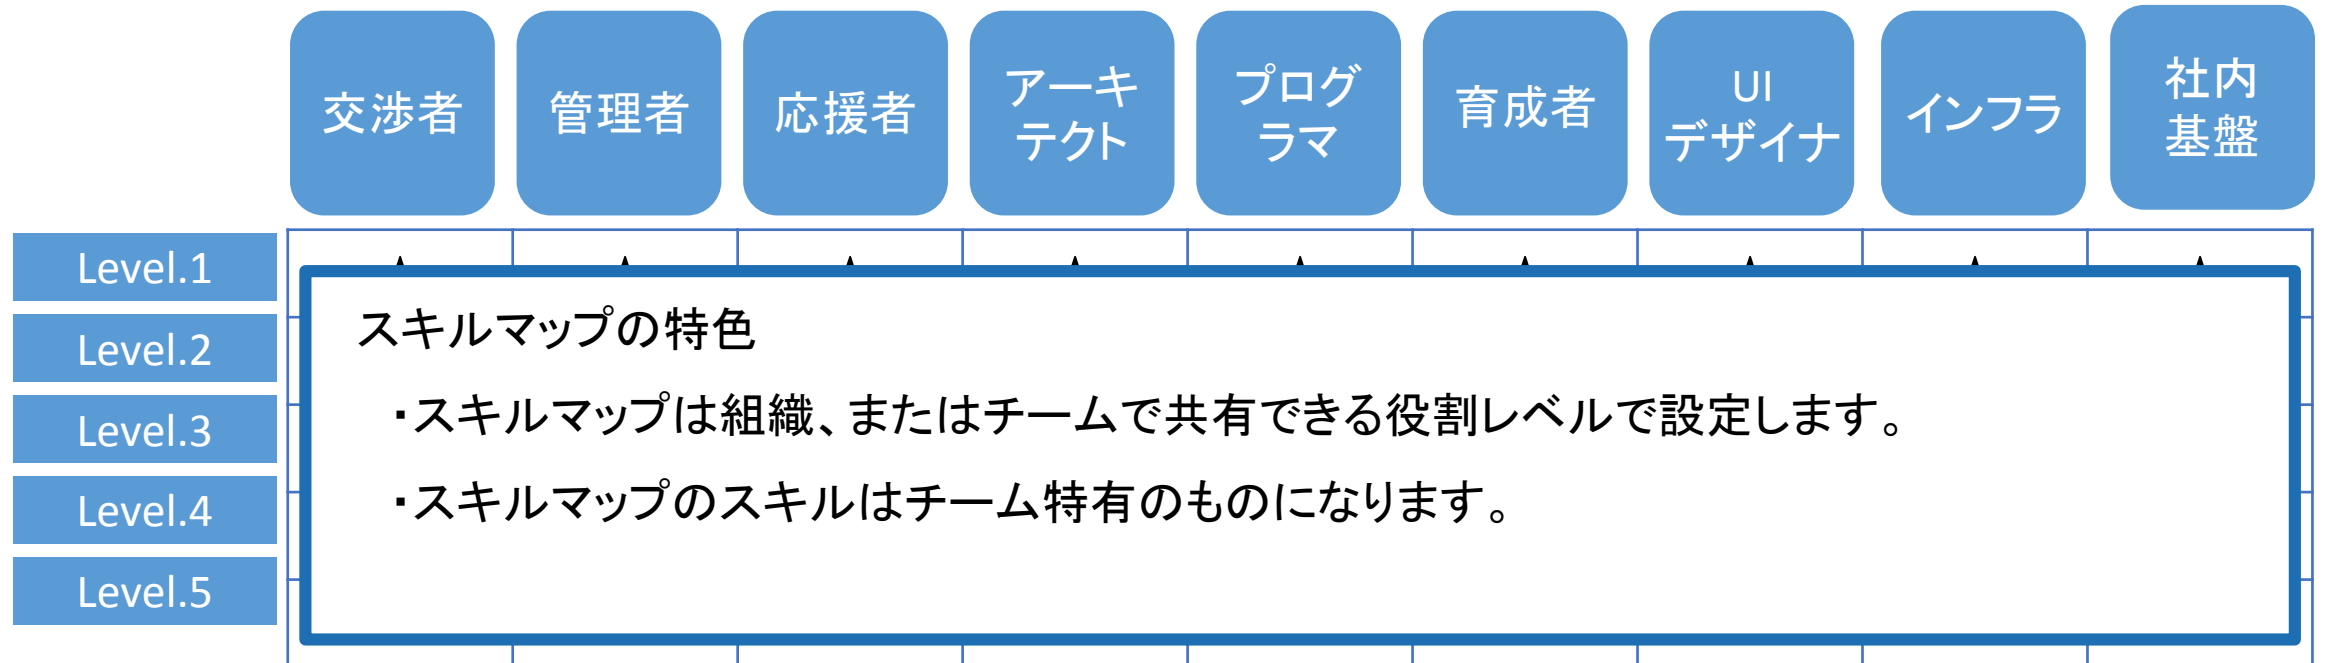 交渉者
管理者
応援者
アーキ
テクト
プログ
ラマ
育成者
UI
デザイナ
インフラ
社内
基盤
Level.1
Level.2
Level.3
Level.4
Level.5
スキルマップの特色
・スキルマップは組織、またはチームで共有できる役割レベルで設定します。
・スキルマップのスキルはチーム特有のものになります。